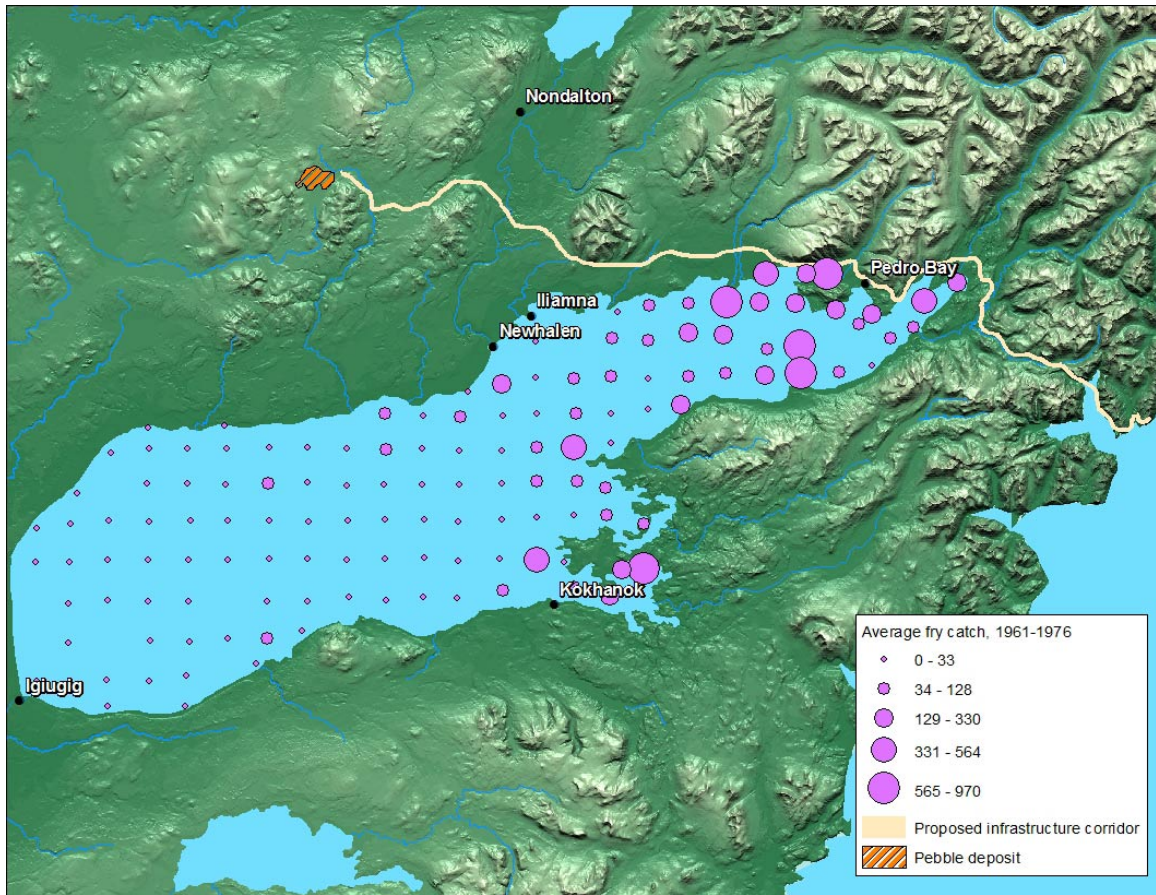 Nondalton
Pedro Bay
Iliamna
Newhalen
Kokhanok
Igiugig
Average fry catch, 1961-1976
0 - 33
34 - 128
129 - 330
331 - 564
565 - 970
Proposed infrastructure corridor
Pebble deposit